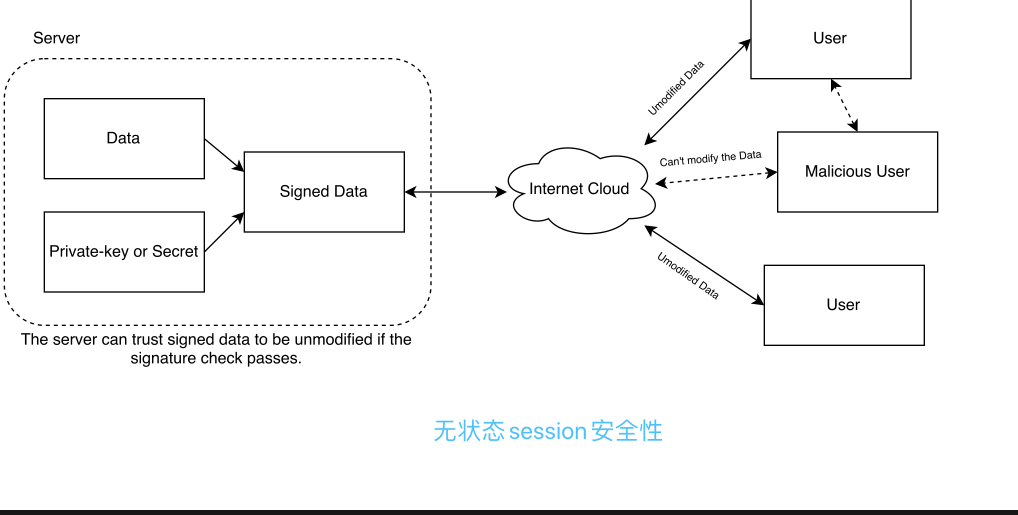 Server
User
Data
Umodified Data
Can't modify the Data
Malicious User
Signed Data
Internet Cloud
Private-key or Secret
Umodified Data
User
The server can trust signed data to be unmodified if the
signature check passes.
无状态 session 安全性